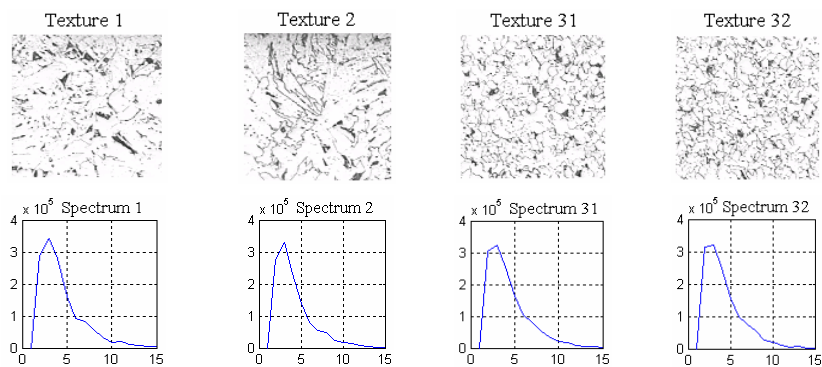 Texture 1 Texture 2 Texture 31 Texture 32
x 10^5 Spectrum 1 x 10^5 Spectrum 2 x 10^5 Spectrum 31 x 10^5 Spectrum 32
4 4 4 4
3 3 3 3
2 2 2 2
1 1 1 1
0 0 0 0
0 5 10 15 0 5 10 15 0 5 10 15 0 5 10 15